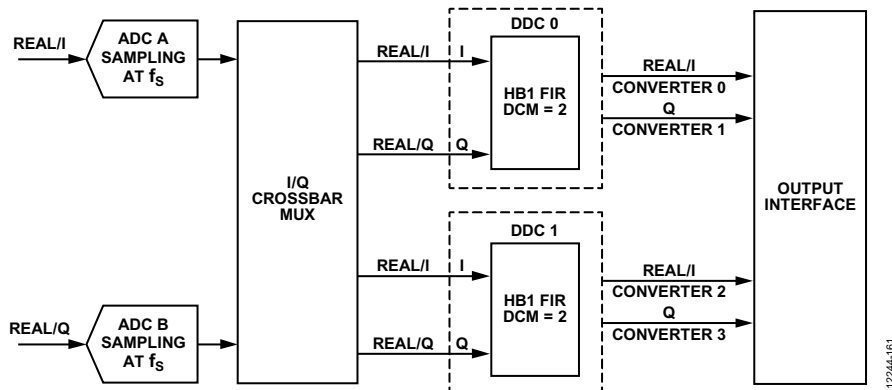 REAL/I
ADC A
SAMPLING
AT fS
REAL/Q
ADC B
SAMPLING
AT fS
I/Q
CROSSBAR
MUX
REAL/I
I
REAL/Q
Q
DDC 0
HB1 FIR
DCM = 2
REAL/I
CONVERTER 0
Q
CONVERTER 1
REAL/I
I
REAL/Q
Q
DDC 1
HB1 FIR
DCM = 2
REAL/I
CONVERTER 2
Q
CONVERTER 3
OUTPUT
INTERFACE
12244-161